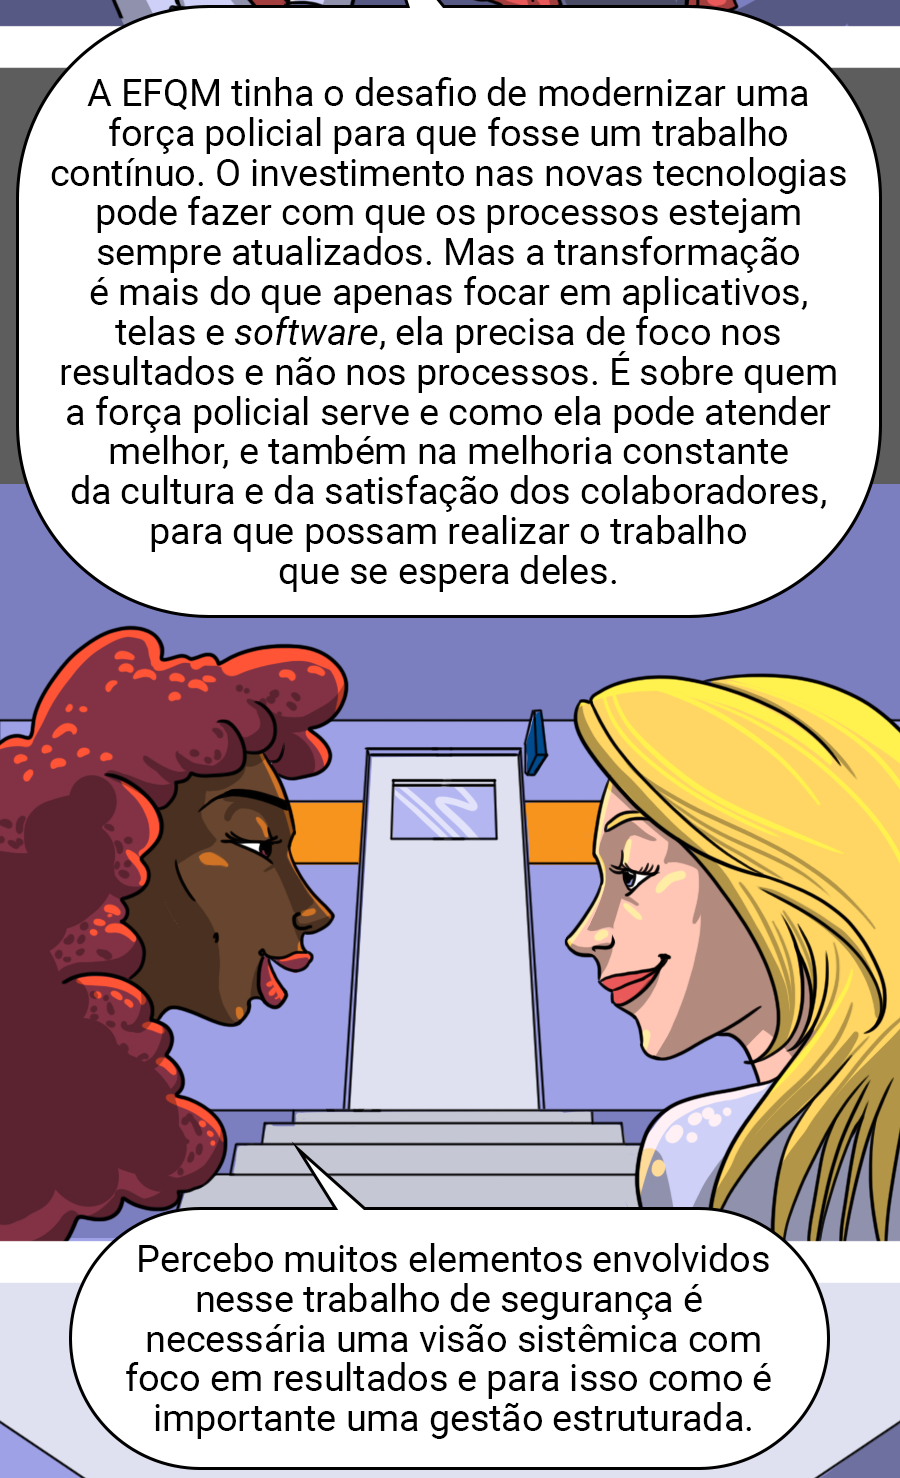 A EFQM tinha o desafio de modernizar uma
força policial para que fosse um trabalho
contínuo. O investimento nas novas tecnologias
pode fazer com que os processos estejam
sempre atualizados. Mas a transformação
é mais do que apenas focar em aplicativos,
telas e software, ela precisa de foco nos
resultados e não nos processos. É sobre quem
a força policial serve e como ela pode atender
melhor, e também na melhoria constante
da cultura e da satisfação dos colaboradores,
para que possam realizar o trabalho
que se espera deles.
Percebo muitos elementos envolvidos
nesse trabalho de segurança é
necessária uma visão sistêmica com
foco em resultados e para isso como é
importante uma gestão estruturada.